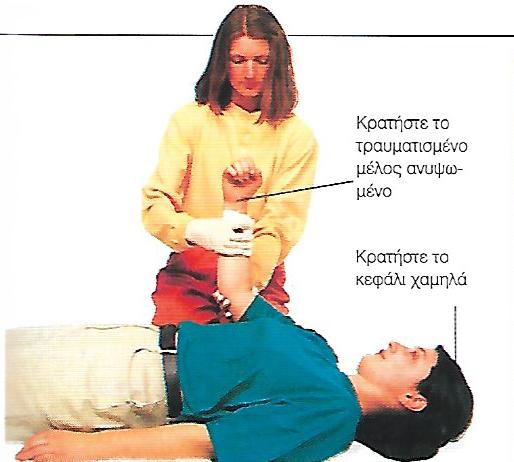 Κρατήστε το
τραυματισμένο
μέλος ανυψω-
μένο
Κρατήστε το
κεφάλι χαμηλά